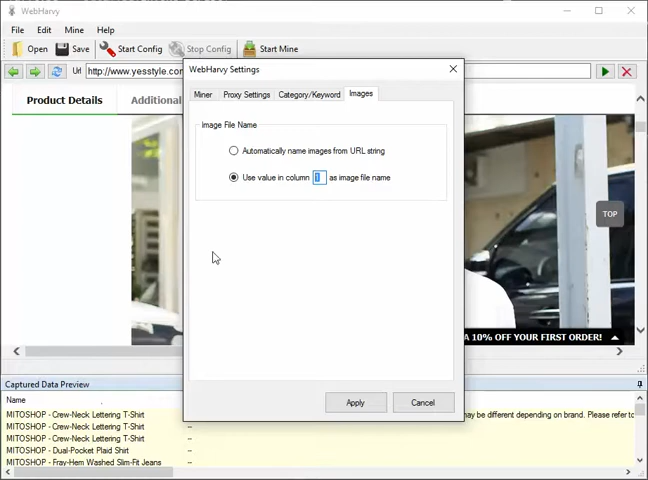 WebHarvy
File Edit Mine Help
Open Save Start Config Stop Config Start Mine
Url http://www.yesstyle.com
Product Details Additional
WebHarvy Settings
Miner Proxy Settings Category/Keyword Images
Image File Name
Automatically name images from URL string
Use value in column 1 as image file name
TOP
A 10% OFF YOUR FIRST ORDER!
Apply Cancel
Captured Data Preview
Name
MITOSHOP - Crew-Neck Lettering T-Shirt -- may be different depending on brand. Please refer to
MITOSHOP - Crew-Neck Lettering T-Shirt --
MITOSHOP - Crew-Neck Lettering T-Shirt --
MITOSHOP - Dual-Pocket Plaid Shirt --
MITOSHOP - Fray-Hem Washed Slim-Fit Jeans --